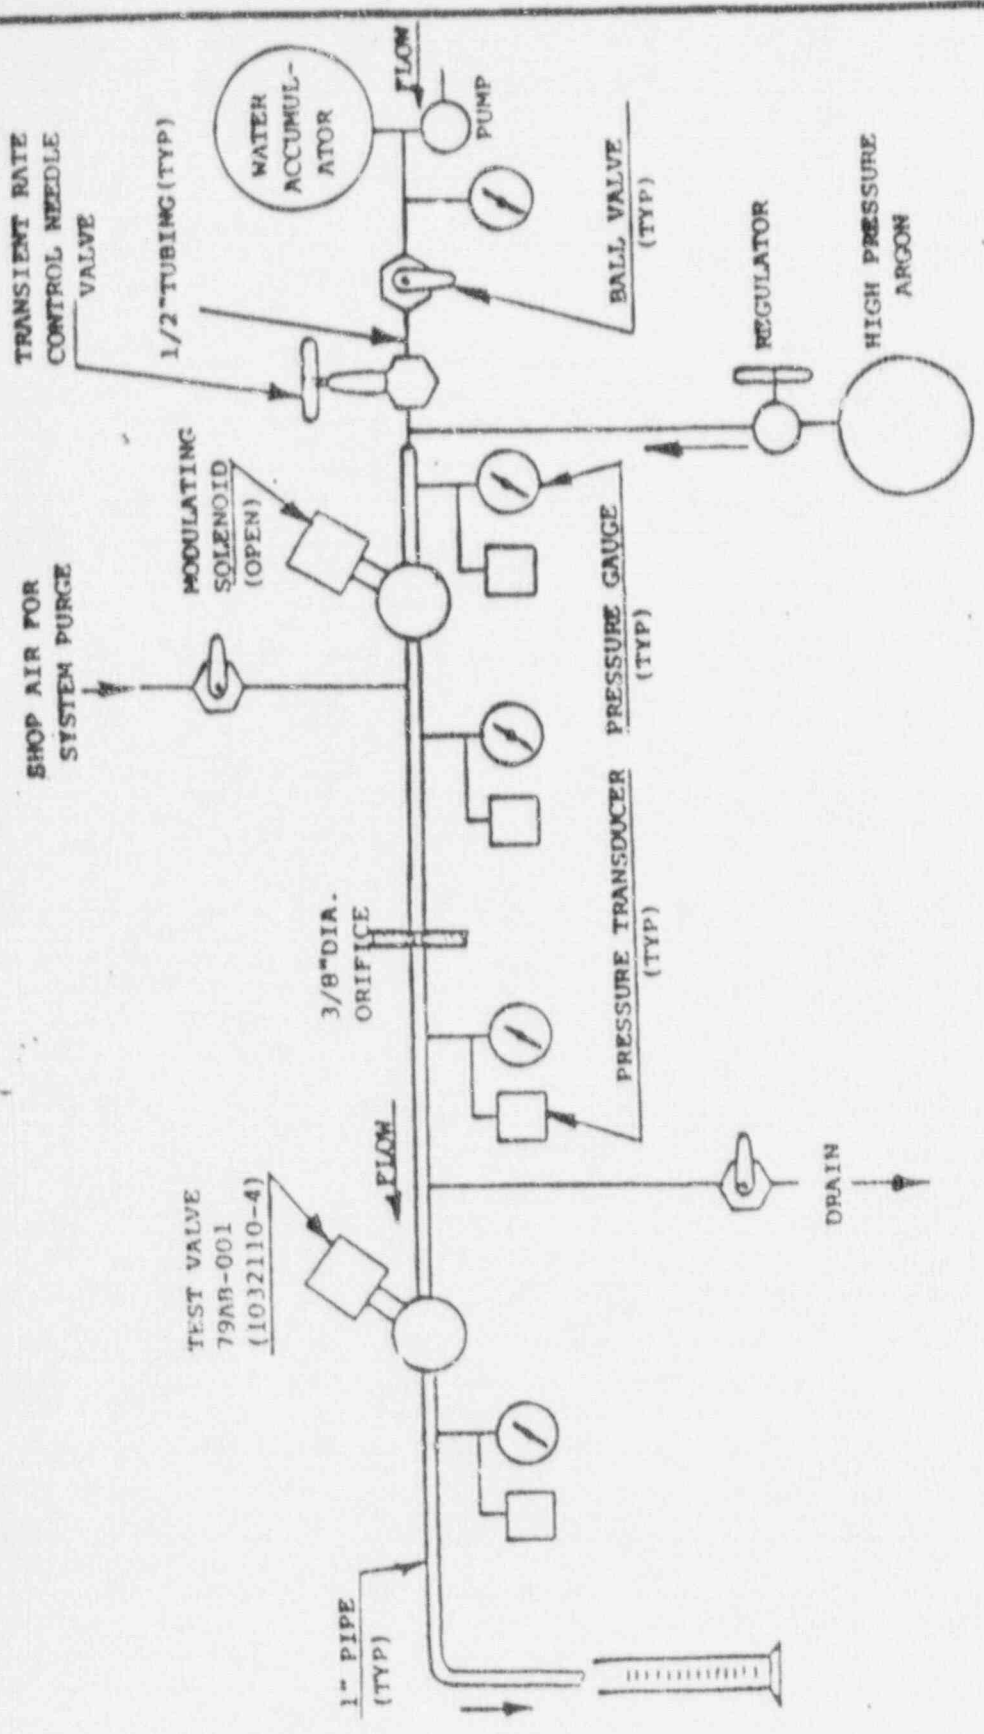 SHOP AIR FOR
SYSTEM PURGE
TRANSIENT RATE
CONTROL NEEDLE
VALVE
1/2" TUBING(TYP)
MODULATING
SOLENOID
(OPEN)
WATER
ACCUMUL-
ATOR
FLOW
PUMP
TEST VALVE
79AB-001
(1032110-4)
3/8"DIA.
ORIFICE
FLOW
1" PIPE
(TYP)
BALL VALVE
(TYP)
PRESSURE GAUGE
(TYP)
PRESSURE TRANSDUCER
(TYP)
REGULATOR
DRAIN
HIGH PRESSURE
ARGON